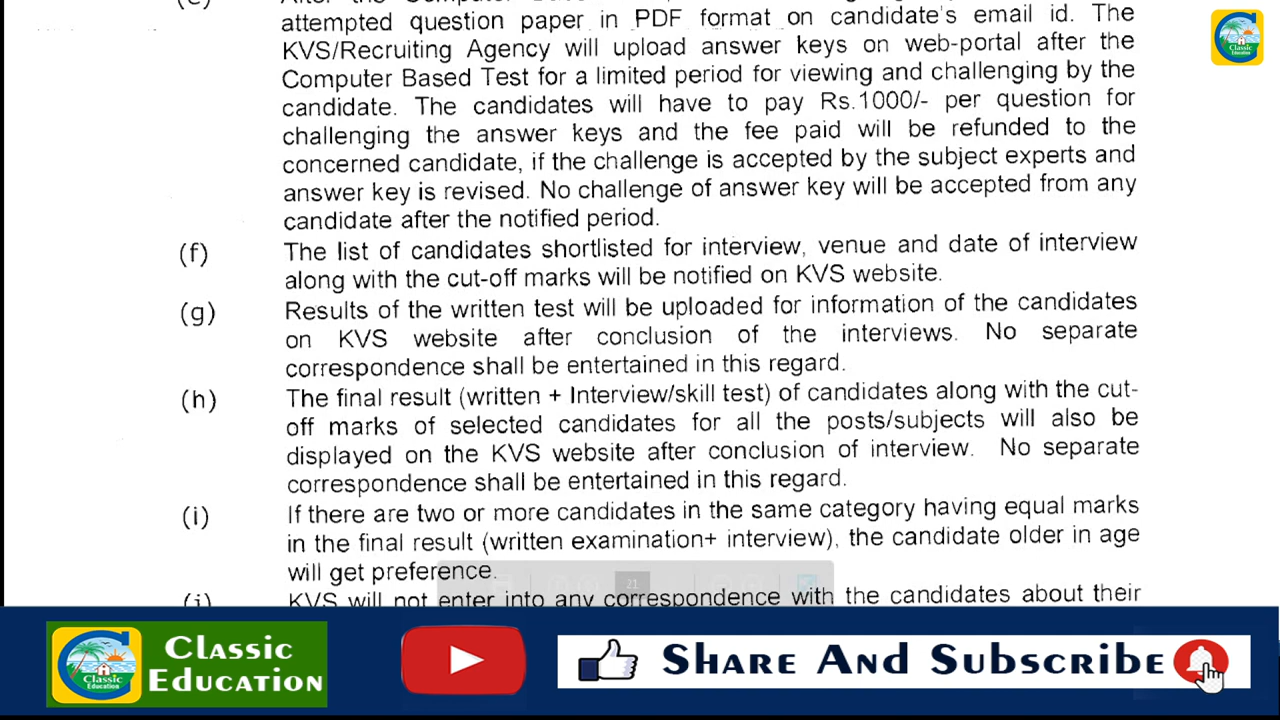 attempted question paper in PDF format on candidate's email id. The
KVS/Recruiting Agency will upload answer keys on web-portal after the
Computer Based Test for a limited period for viewing and challenging by the
candidate. The candidates will have to pay Rs.1000/- per question for
challenging the answer keys and the fee paid will be refunded to the
concerned candidate, if the challenge is accepted by the subject experts and
answer key is revised. No challenge of answer key will be accepted from any
candidate after the notified period.
(f) The list of candidates shortlisted for interview, venue and date of interview
along with the cut-off marks will be notified on KVS website.
(g) Results of the written test will be uploaded for information of the candidates
on KVS website after conclusion of the interviews. No separate
correspondence shall be entertained in this regard.
(h) The final result (written + Interview/skill test) of candidates along with the cut-
off marks of selected candidates for all the posts/subjects will also be
displayed on the KVS website after conclusion of interview. No separate
correspondence shall be entertained in this regard.
(i) If there are two or more candidates in the same category having equal marks
in the final result (written examination+ interview), the candidate older in age
will get preference.
21
(j) KVS will not enter into any correspondence with the candidates about their
Classic
Education
Classic
Education
Classic
Education
Share And Subscribe